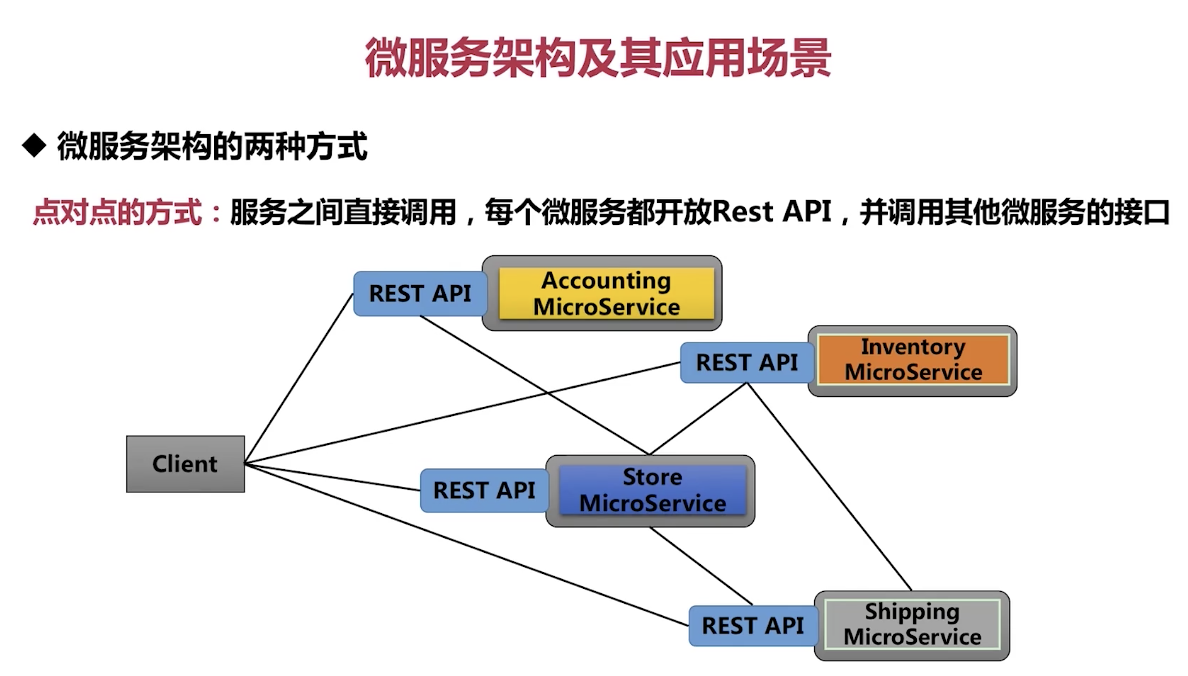 微服务架构及其应用场景
◆ 微服务架构的两种方式
点对点的方式：服务之间直接调用，每个微服务都开放Rest API，并调用其他微服务的接口
REST API
Accounting
MicroService
REST API
Inventory
MicroService
Client
REST API
Store
MicroService
REST API
Shipping
MicroService